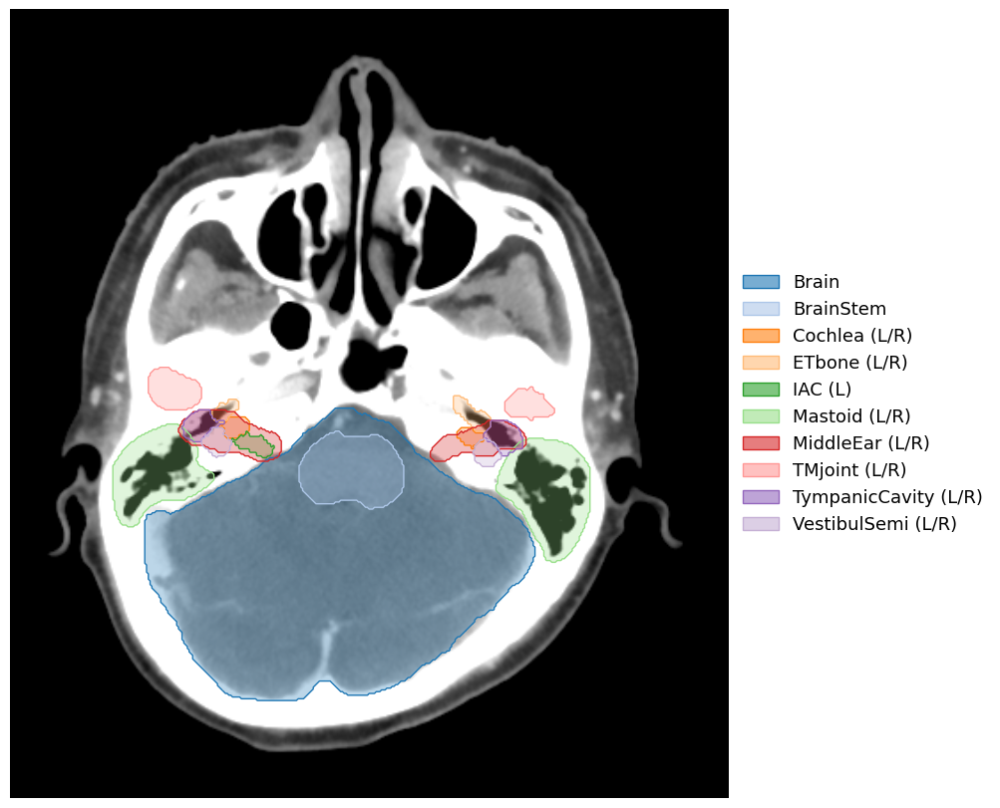 Brain
BrainStem
Cochlea (L/R)
ETbone (L/R)
IAC (L)
Mastoid (L/R)
MiddleEar (L/R)
TMjoint (L/R)
TympanicCavity (L/R)
VestibulSemi (L/R)